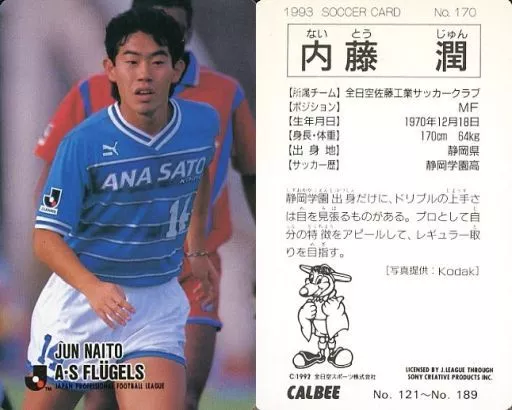 ANA SATO
J.LEAGUE
JUN NAITO
A·S FLÜGELS
JAPAN PROFESSIONAL FOOTBALL LEAGUE
1993 SOCCER CARD No. 170
ない とう じゅん
内藤 潤
【所属チーム】 全日空佐藤工業サッカークラブ
【ポジション】 MF
【生年月日】 1970年12月18日
【身長・体重】 170cm 64kg
【出身地】 静岡県
【サッカー歴】 静岡学園高
静岡学園出身だけに、ドリブルの上手さ
は目を見張るものがある。プロとして自
分の特徴をアピールして、レギュラー取
りを目指す。
[写真提供：Kodak]
©1992 全日空スポーツ株式会社
LICENSED BY J.LEAGUE THROUGH
SONY CREATIVE PRODUCTS INC.
CALBEE No. 121〜No. 189